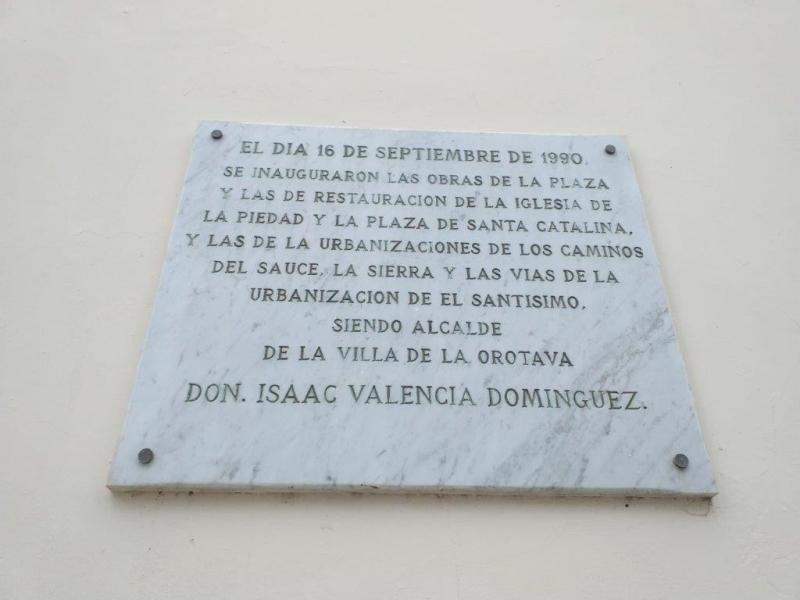 EL DIA 16 DE SEPTIEMBRE DE 1990.
SE INAUGURARON LAS OBRAS DE LA PLAZA
Y LAS DE RESTAURACION DE LA IGLESIA DE
LA PIEDAD Y LA PLAZA DE SANTA CATALINA,
Y LAS DE LA URBANIZACIONES DE LOS CAMINOS
DEL SAUCE, LA SIERRA Y LAS VIAS DE LA
URBANIZACION DE EL SANTISIMO,
SIENDO ALCALDE
DE LA VILLA DE LA OROTAVA
DON. ISAAC VALENCIA DOMINGUEZ.